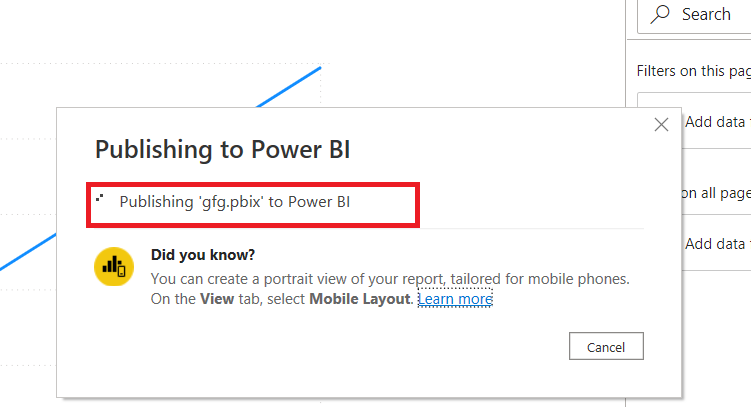 Search
Filters on this pag
Add data f
Publishing to Power BI
Publishing 'gfg.pbix' to Power BI
on all page
Add data f
Did you know?
You can create a portrait view of your report, tailored for mobile phones.
On the View tab, select Mobile Layout. Learn more
Cancel